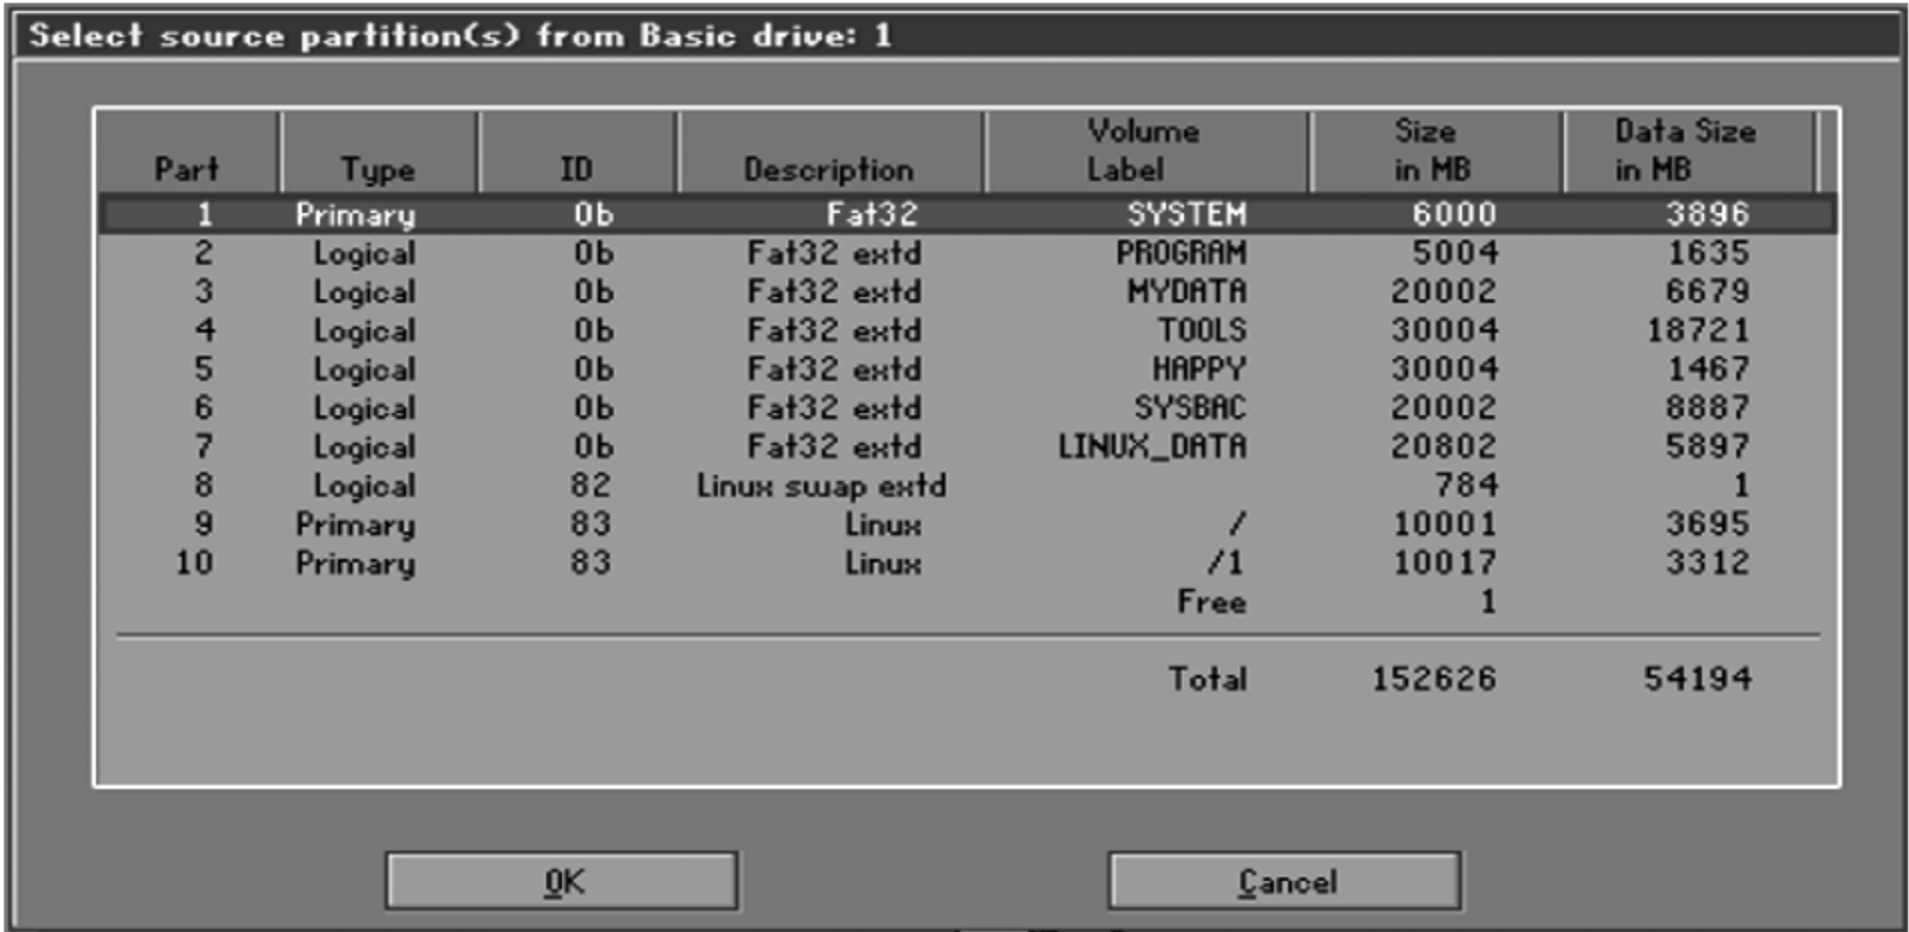 Select source partition(s) from Basic drive: 1
Volume Size Data Size
Part Type ID Description Label in MB in MB
1 Primary 0b Fat32 SYSTEM 6000 3896
2 Logical 0b Fat32 extd PROGRAM 5004 1635
3 Logical 0b Fat32 extd MYDATA 20002 6679
4 Logical 0b Fat32 extd TOOLS 30004 18721
5 Logical 0b Fat32 extd HAPPY 30004 1467
6 Logical 0b Fat32 extd SYSBAC 20002 8887
7 Logical 0b Fat32 extd LINUX_DATA 20802 5897
8 Logical 82 Linux swap extd 784 1
9 Primary 83 Linux / 10001 3695
10 Primary 83 Linux /1 10017 3312
Free 1
Total 152626 54194
OK Cancel